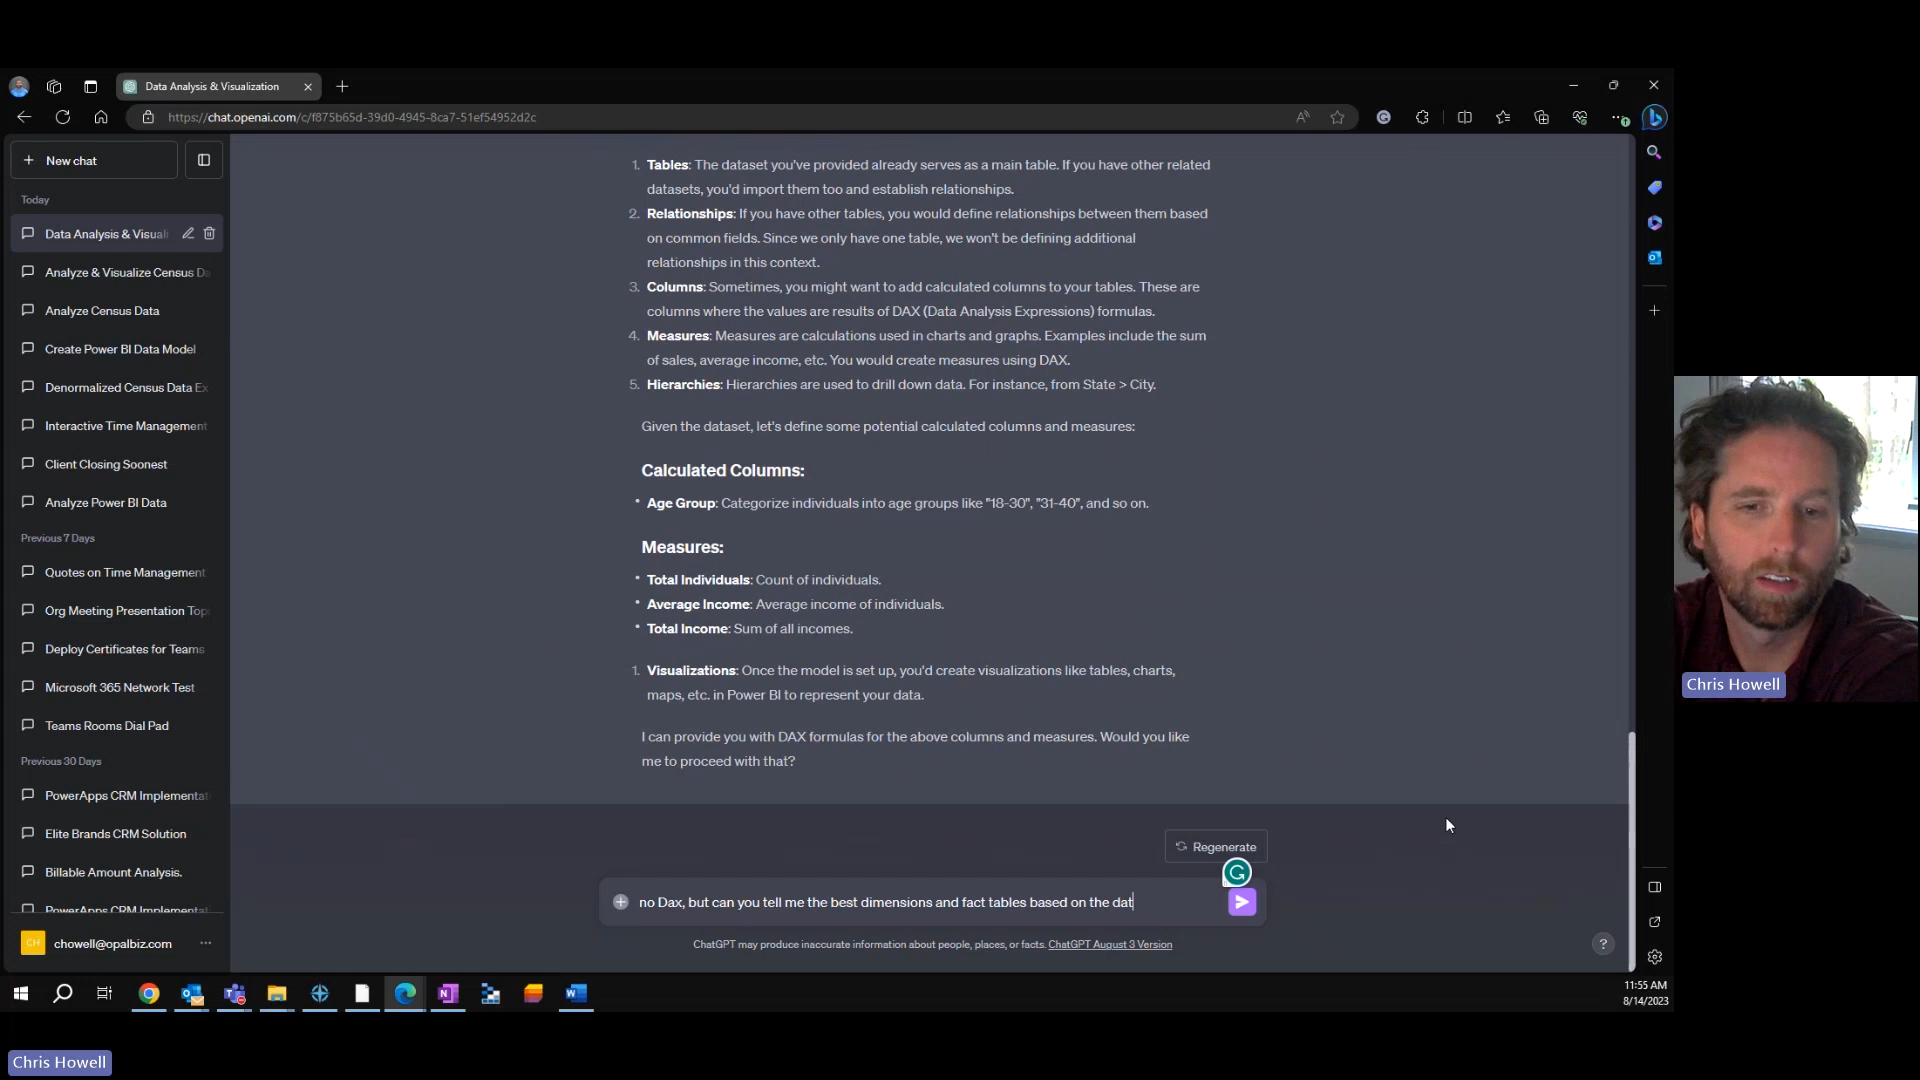 Data Analysis & Visualization
https://chat.openai.com/c/f875b65d-39d0-4945-8ca7-51ef54952d2c
New chat
Today
Data Analysis & Visuali
Analyze & Visualize Census Da
Analyze Census Data
Create Power BI Data Model
Denormalized Census Data Ex
Interactive Time Management
Client Closing Soonest
Analyze Power BI Data
Previous 7 Days
Quotes on Time Management
Org Meeting Presentation Top
Deploy Certificates for Teams
Microsoft 365 Network Test
Teams Rooms Dial Pad
Previous 30 Days
PowerApps CRM Implementat
Elite Brands CRM Solution
Billable Amount Analysis.
PowerApps CRM Implementat
CH chowell@opalbiz.com
1. Tables: The dataset you've provided already serves as a main table. If you have other related
datasets, you'd import them too and establish relationships.
2. Relationships: If you have other tables, you would define relationships between them based
on common fields. Since we only have one table, we won't be defining additional
relationships in this context.
3. Columns: Sometimes, you might want to add calculated columns to your tables. These are
columns where the values are results of DAX (Data Analysis Expressions) formulas.
4. Measures: Measures are calculations used in charts and graphs. Examples include the sum
of sales, average income, etc. You would create measures using DAX.
5. Hierarchies: Hierarchies are used to drill down data. For instance, from State > City.
Given the dataset, let's define some potential calculated columns and measures:
Calculated Columns:
• Age Group: Categorize individuals into age groups like "18-30", "31-40", and so on.
Measures:
• Total Individuals: Count of individuals.
• Average Income: Average income of individuals.
• Total Income: Sum of all incomes.
1. Visualizations: Once the model is set up, you'd create visualizations like tables, charts,
maps, etc. in Power BI to represent your data.
I can provide you with DAX formulas for the above columns and measures. Would you like
me to proceed with that?
Regenerate
no Dax, but can you tell me the best dimensions and fact tables based on the dat
ChatGPT may produce inaccurate information about people, places, or facts. ChatGPT August 3 Version
?
11:55 AM
8/14/2023
Chris Howell
Chris Howell